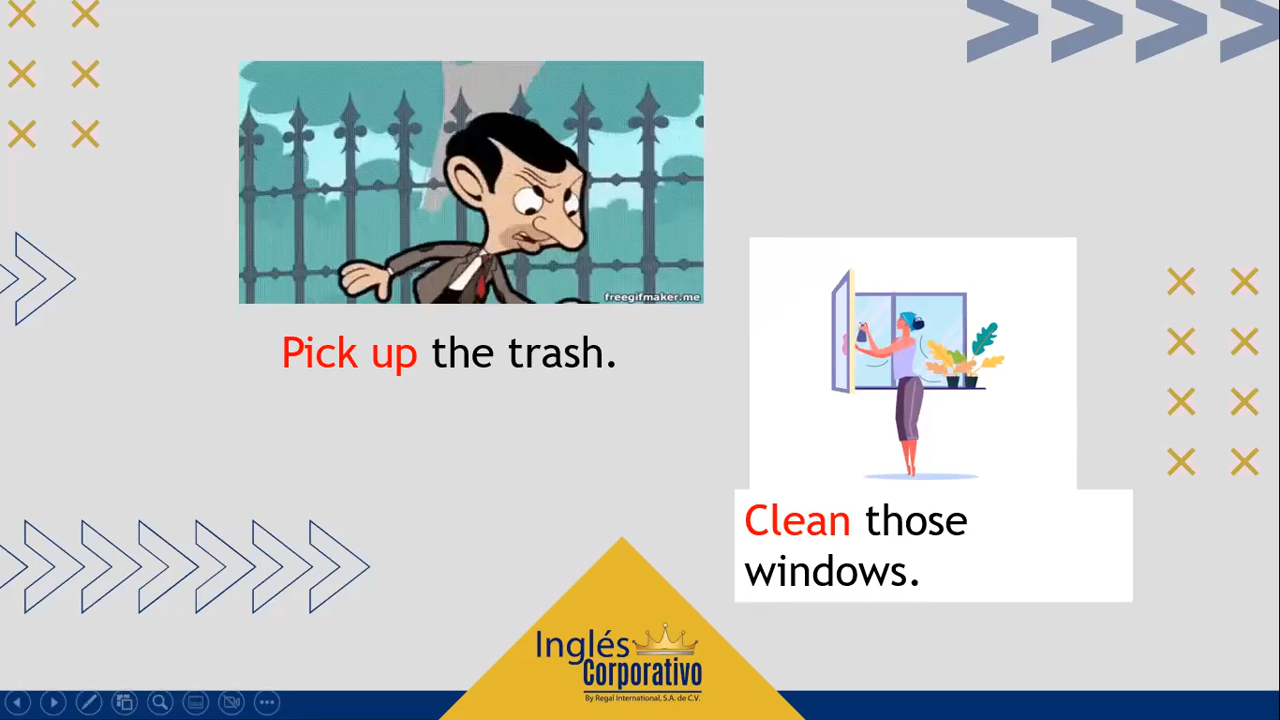 freegifmaker.me
Pick up the trash.
Clean those
windows.
Inglés
Corporativo
By Regal International, S.A. de C.V.